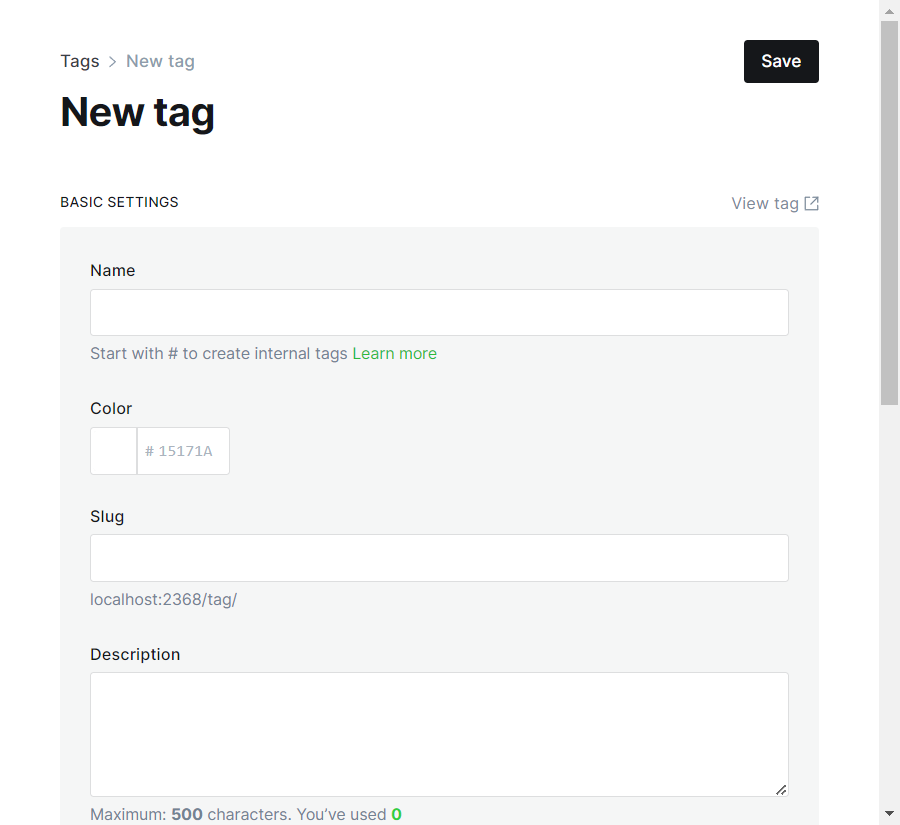 Tags > New tag
Save
New tag
BASIC SETTINGS
View tag
Name
Start with # to create internal tags Learn more
Color
# 15171A
Slug
localhost:2368/tag/
Description
Maximum: 500 characters. You’ve used 0